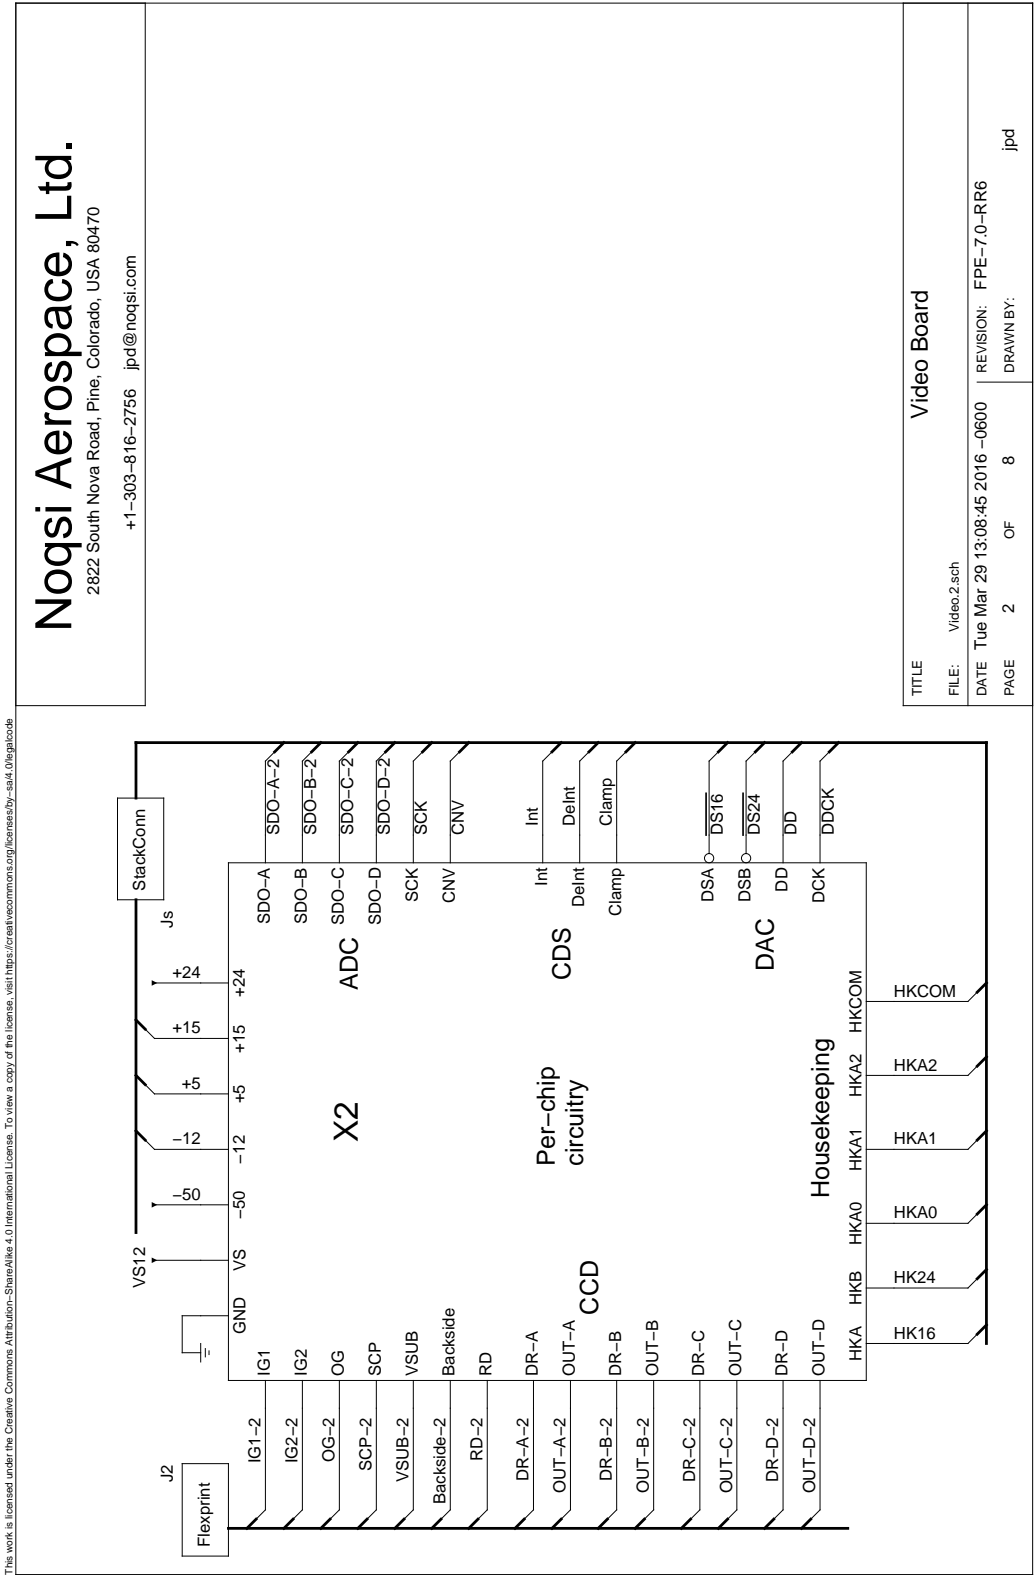 This work is licensed under the Creative Commons Attribution−ShareAlike 4.0 International License. To view a copy of the license, visit https://creativecommons.org/licenses/by−sa/4.0/legalcode
Noqsi Aerospace, Ltd.
2822 South Nova Road, Pine, Colorado, USA 80470
+1−303−816−2756 jpd@noqsi.com
StackConn
Js
VS12
−50
−12
+5
+15
+24
GND
VS
−50
−12
+5
+15
+24
J2
Flexprint
IG1−2
IG2−2
OG−2
SCP−2
VSUB−2
Backside−2
RD−2
DR−A−2
OUT−A−2
DR−B−2
OUT−B−2
DR−C−2
OUT−C−2
DR−D−2
OUT−D−2
IG1
IG2
OG
SCP
VSUB
Backside
RD
DR−A
OUT−A
DR−B
OUT−B
DR−C
OUT−C
DR−D
OUT−D
CCD
X2
Per−chip
circuitry
Housekeeping
ADC
CDS
DAC
SDO−A
SDO−B
SDO−C
SDO−D
SCK
CNV
Int
DeInt
Clamp
DSA
DSB
DD
DCK
SDO−A−2
SDO−B−2
SDO−C−2
SDO−D−2
SCK
CNV
Int
DeInt
Clamp
DS16
DS24
DD
DDCK
HKA
HKB
HKA0
HKA1
HKA2
HKCOM
HK16
HK24
HKA0
HKA1
HKA2
HKCOM
TITLE
Video Board
FILE: Video.2.sch
DATE Tue Mar 29 13:08:45 2016 −0600 REVISION: FPE−7.0−RR6
PAGE 2 OF 8 DRAWN BY: jpd